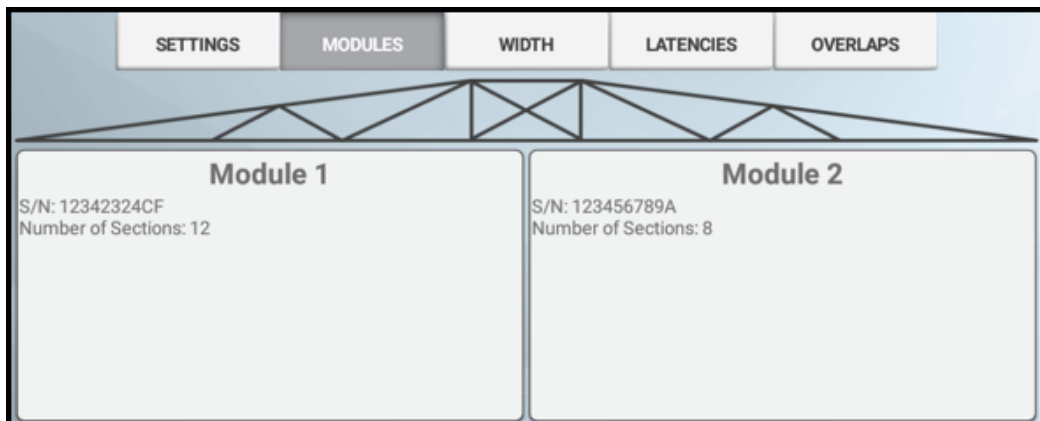 SETTINGS MODULES WIDTH LATENCIES OVERLAPS
Module 1
S/N: 12342324CF
Number of Sections: 12
Module 2
S/N: 123456789A
Number of Sections: 8